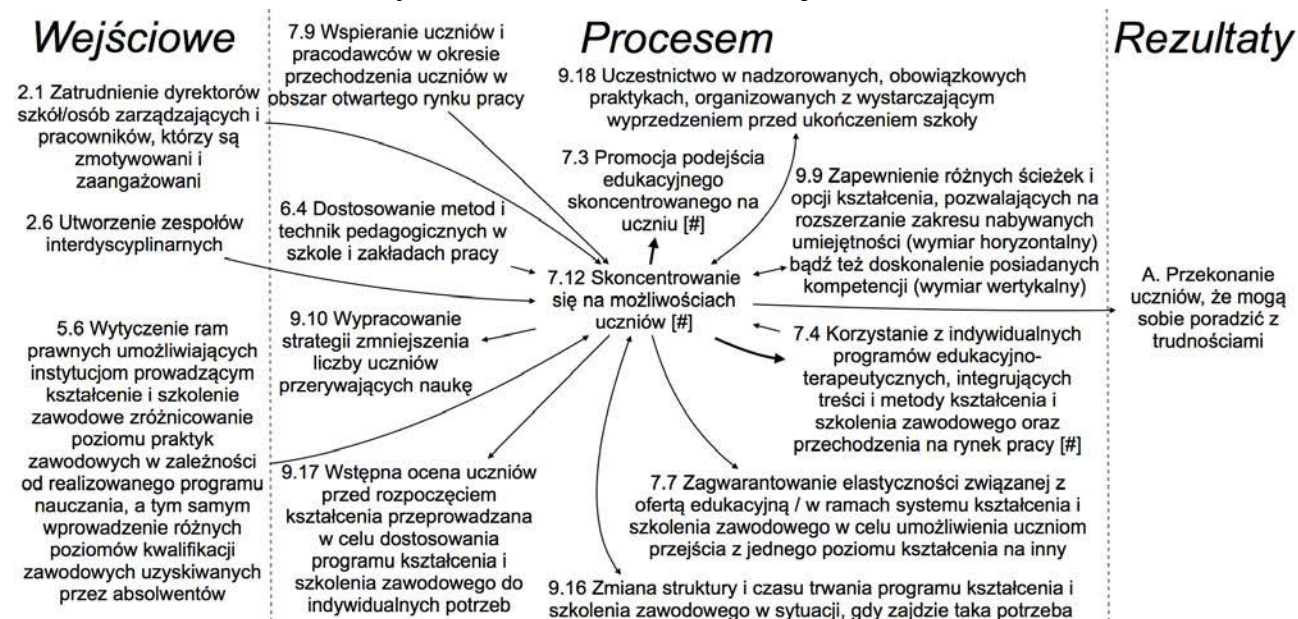 Wejściowe
2.1 Zatrudnienie dyrektorów
szkół/osób zarządzających i
pracowników, którzy są
zmotywowani i
zaangażowani
2.6 Utworzenie zespołów
interdyscyplinarnych
5.6 Wytyczenie ram
prawnych umożliwiających
instytucjom prowadzącym
kształcenie i szkolenie
zawodowe zróżnicowanie
poziomu praktyk
zawodowych w zależności
od realizowanego programu
nauczania, a tym samym
wprowadzenie różnych
poziomów kwalifikacji
zawodowych uzyskiwanych
przez absolwentów
Procesem
7.9 Wspieranie uczniów i
pracodawców w okresie
przechodzenia uczniów w
obszar otwartego rynku pracy
9.18 Uczestnictwo w nadzorowanych, obowiązkowych
praktykach, organizowanych z wystarczającym
wyprzedzeniem przed ukończeniem szkoły
7.3 Promocja podejścia
edukacyjnego
skoncentrowanego na
uczniu [#]
9.9 Zapewnienie różnych ścieżek i
opcji kształcenia, pozwalających na
rozszerzanie zakresu nabywanych
umiejętności (wymiar horyzontalny)
bądź też doskonalenie posiadanych
kompetencji (wymiar wertykalny)
6.4 Dostosowanie metod i
technik pedagogicznych w
szkole i zakładach pracy
7.12 Skoncentrowanie
się na możliwościach
uczniów [#]
9.10 Wypracowanie
strategii zmniejszenia
liczby uczniów
przerywających naukę
7.4 Korzystanie z indywidualnych
programów edukacyjno-
terapeutycznych, integrujących
treści i metody kształcenia i
szkolenia zawodowego oraz
przechodzenia na rynek pracy [#]
9.17 Wstępna ocena uczniów
przed rozpoczęciem
kształcenia przeprowadzana
w celu dostosowania
programu kształcenia i
szkolenia zawodowego do
indywidualnych potrzeb
7.7 Zagwarantowanie elastyczności związanej z
ofertą edukacyjną / w ramach systemu kształcenia i
szkolenia zawodowego w celu umożliwienia uczniom
przejścia z jednego poziomu kształcenia na inny
9.16 Zmiana struktury i czasu trwania programu kształcenia i
szkolenia zawodowego w sytuacji, gdy zajdzie taka potrzeba
Rezultaty
A. Przekonanie
uczniów, że mogą
sobie poradzić z
trudnościami